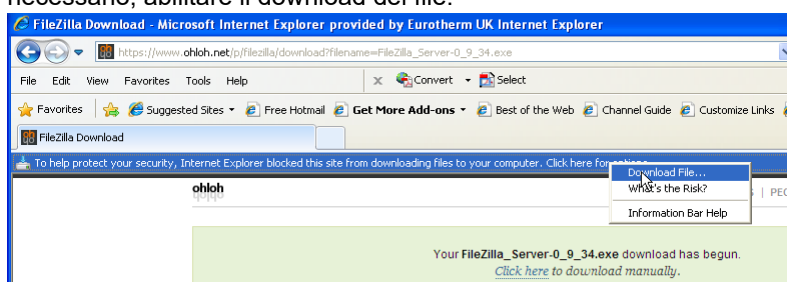 necessario, abilitare il download del file.
FileZilla Download - Microsoft Internet Explorer provided by Eurotherm UK Internet Explorer
https://www.ohloh.net/p/filezilla/download?filename=FileZilla_Server-0_9_34.exe
File Edit View Favorites Tools Help x Convert Select
Favorites Suggested Sites Free Hotmail Get More Add-ons Best of the Web Channel Guide Customize Links
FileZilla Download
To help protect your security, Internet Explorer blocked this site from downloading files to your computer. Click here for options...
Download File...
ohloh What's the Risk? | PEO
Information Bar Help
Your FileZilla_Server-0_9_34.exe download has begun.
Click here to download manually.